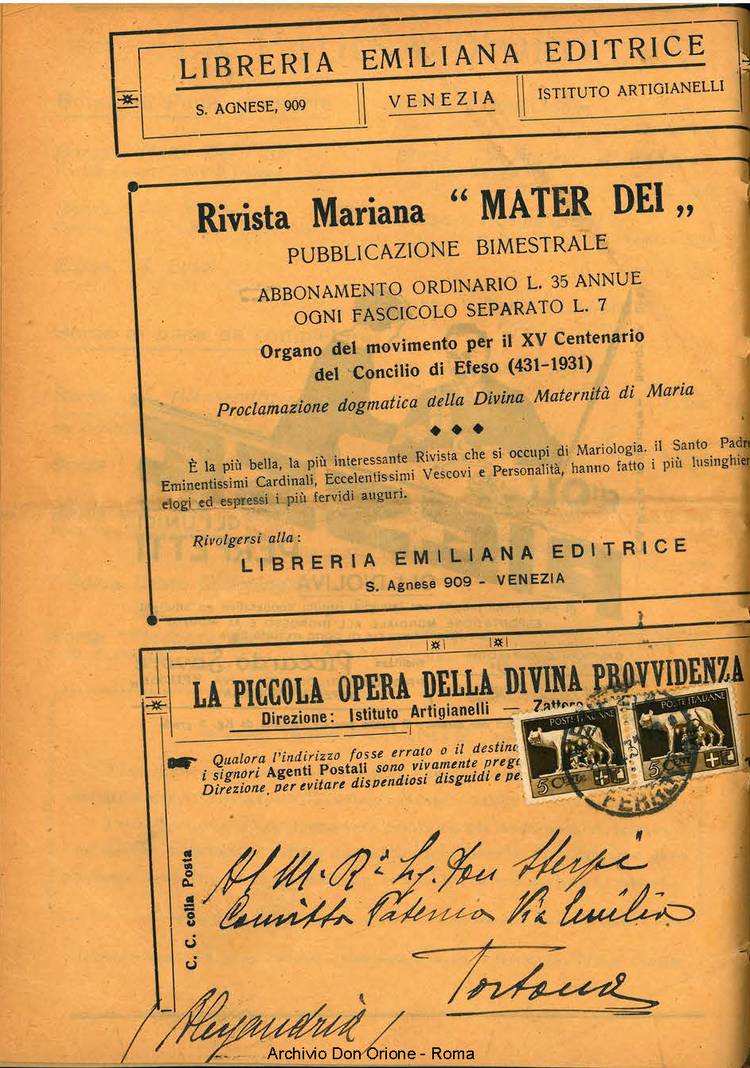 LIBRERIA EMILIANA EDITRICE
S. AGNESE, 909
VENEZIA
ISTITUTO ARTIGIANELLI
Rivista Mariana “ MATER DEI „
PUBBLICAZIONE BIMESTRALE
ABBONAMENTO ORDINARIO L. 35 ANNUE
OGNI FASCICOLO SEPARATO L. 7
Organo del movimento per il XV Centenario
del Concilio di Efeso (431-1931)
Proclamazione dogmatica della Divina Maternità di Maria
È la più bella, la più interessante Rivista che si occupi di Mariologia. il Santo Padre
Eminentissimi Cardinali, Eccelentissimi Vescovi e Personalità, hanno fatto i più lusinghier
elogi ed espressi i più fervidi auguri.
Rivolgersi alla:
LIBRERIA EMILIANA EDITRICE
S. Agnese 909 - VENEZIA
LA PICCOLA OPERA DELLA DIVINA PROVVIDENZA
Direzione: Istituto Artigianelli — Zattere
POSTE ITALIANE
5 CENT
POSTE ITALIANE
5 CENT
Qualora l'indirizzo fosse errato o il destino
i signori Agenti Postali sono vivamente preg
Direzione, per evitare dispendiosi disguidi e pe
C. C. colla Posta
Al M. R. Sig. Don Sterpi
Convitto Paterno Via Emilia
Tortona
(Alexandria)
Archivio Don Orione - Roma